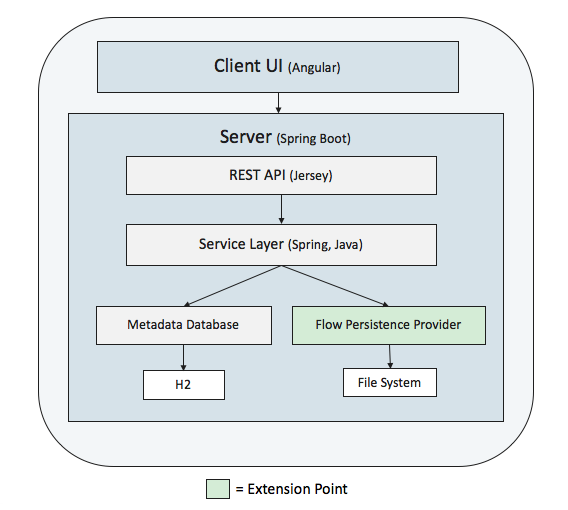 Client UI (Angular)
Server (Spring Boot)
REST API (Jersey)
Service Layer (Spring, Java)
Metadata Database
Flow Persistence Provider
H2
File System
= Extension Point